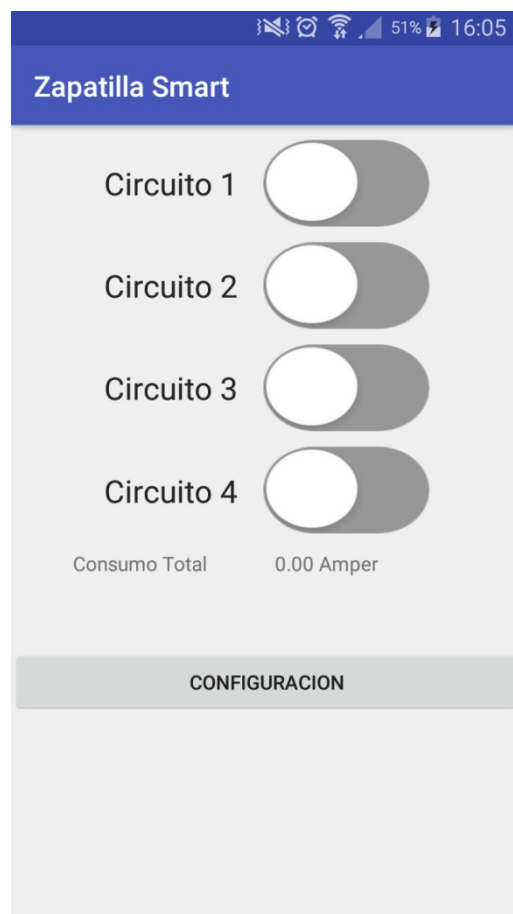 51% 16:05
Zapatilla Smart
Circuito 1
Circuito 2
Circuito 3
Circuito 4
Consumo Total 0.00 Amper
CONFIGURACION